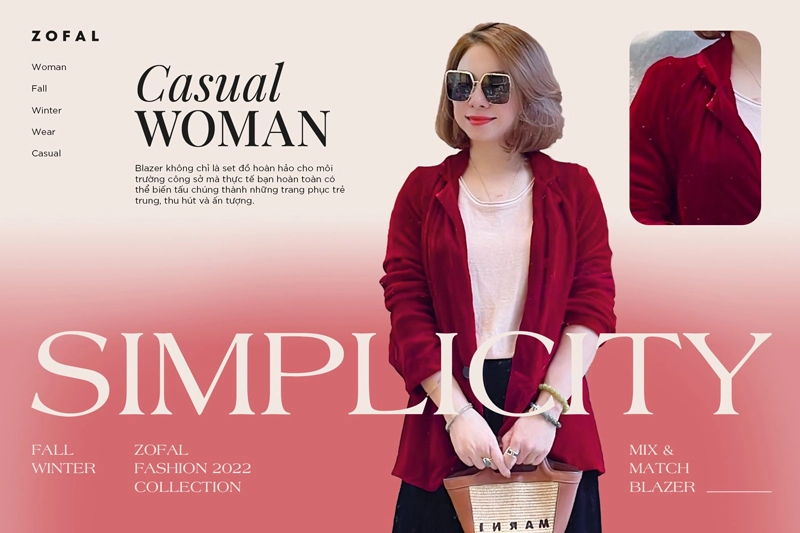 ZOFAL
Woman
Fall
Winter
Wear
Casual
Casual
WOMAN
Blazer không chỉ là set đồ hoàn hảo cho môi
trường công sở mà thực tế bạn hoàn toàn có
thể biến tấu chúng thành những trang phục trẻ
trung, thu hút và ấn tượng.
SIMPLICITY
FALL
WINTER
ZOFAL
FASHION 2022
COLLECTION
MIX &
MATCH
BLAZER
MARNI